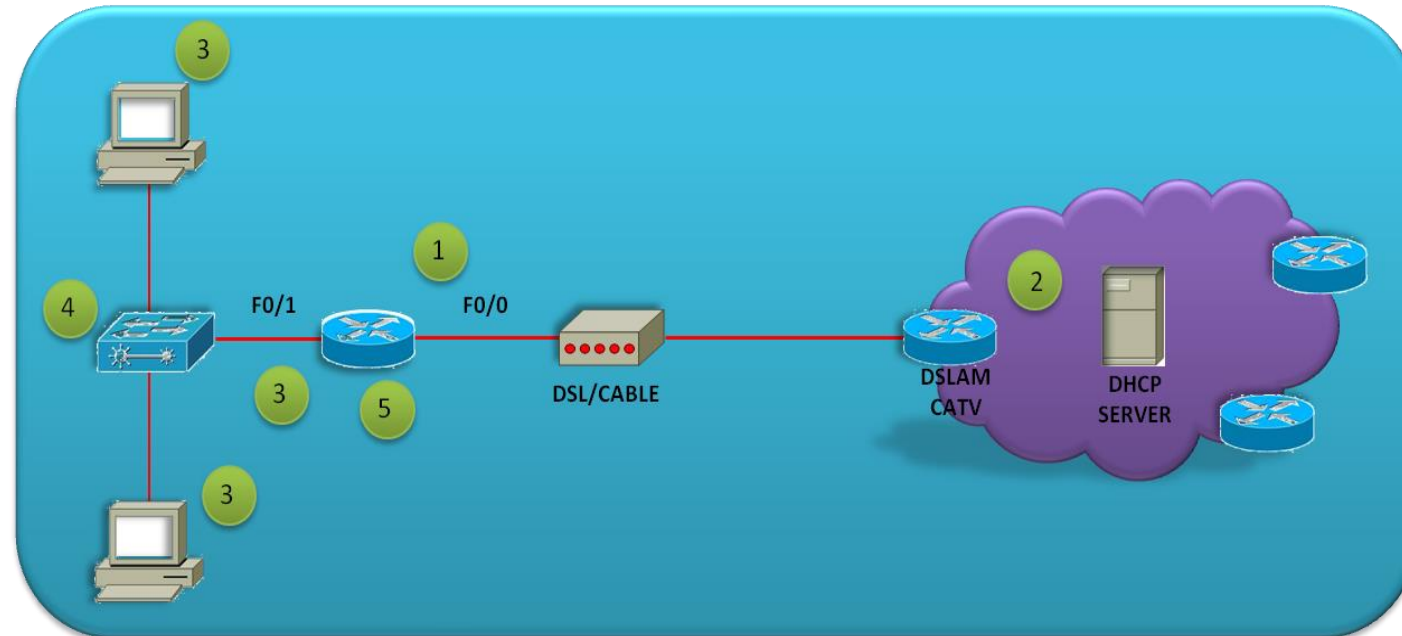 3
1
2
4
F0/1
F0/0
3
5
DSL/CABLE
DSLAM
CATV
DHCP
SERVER
3